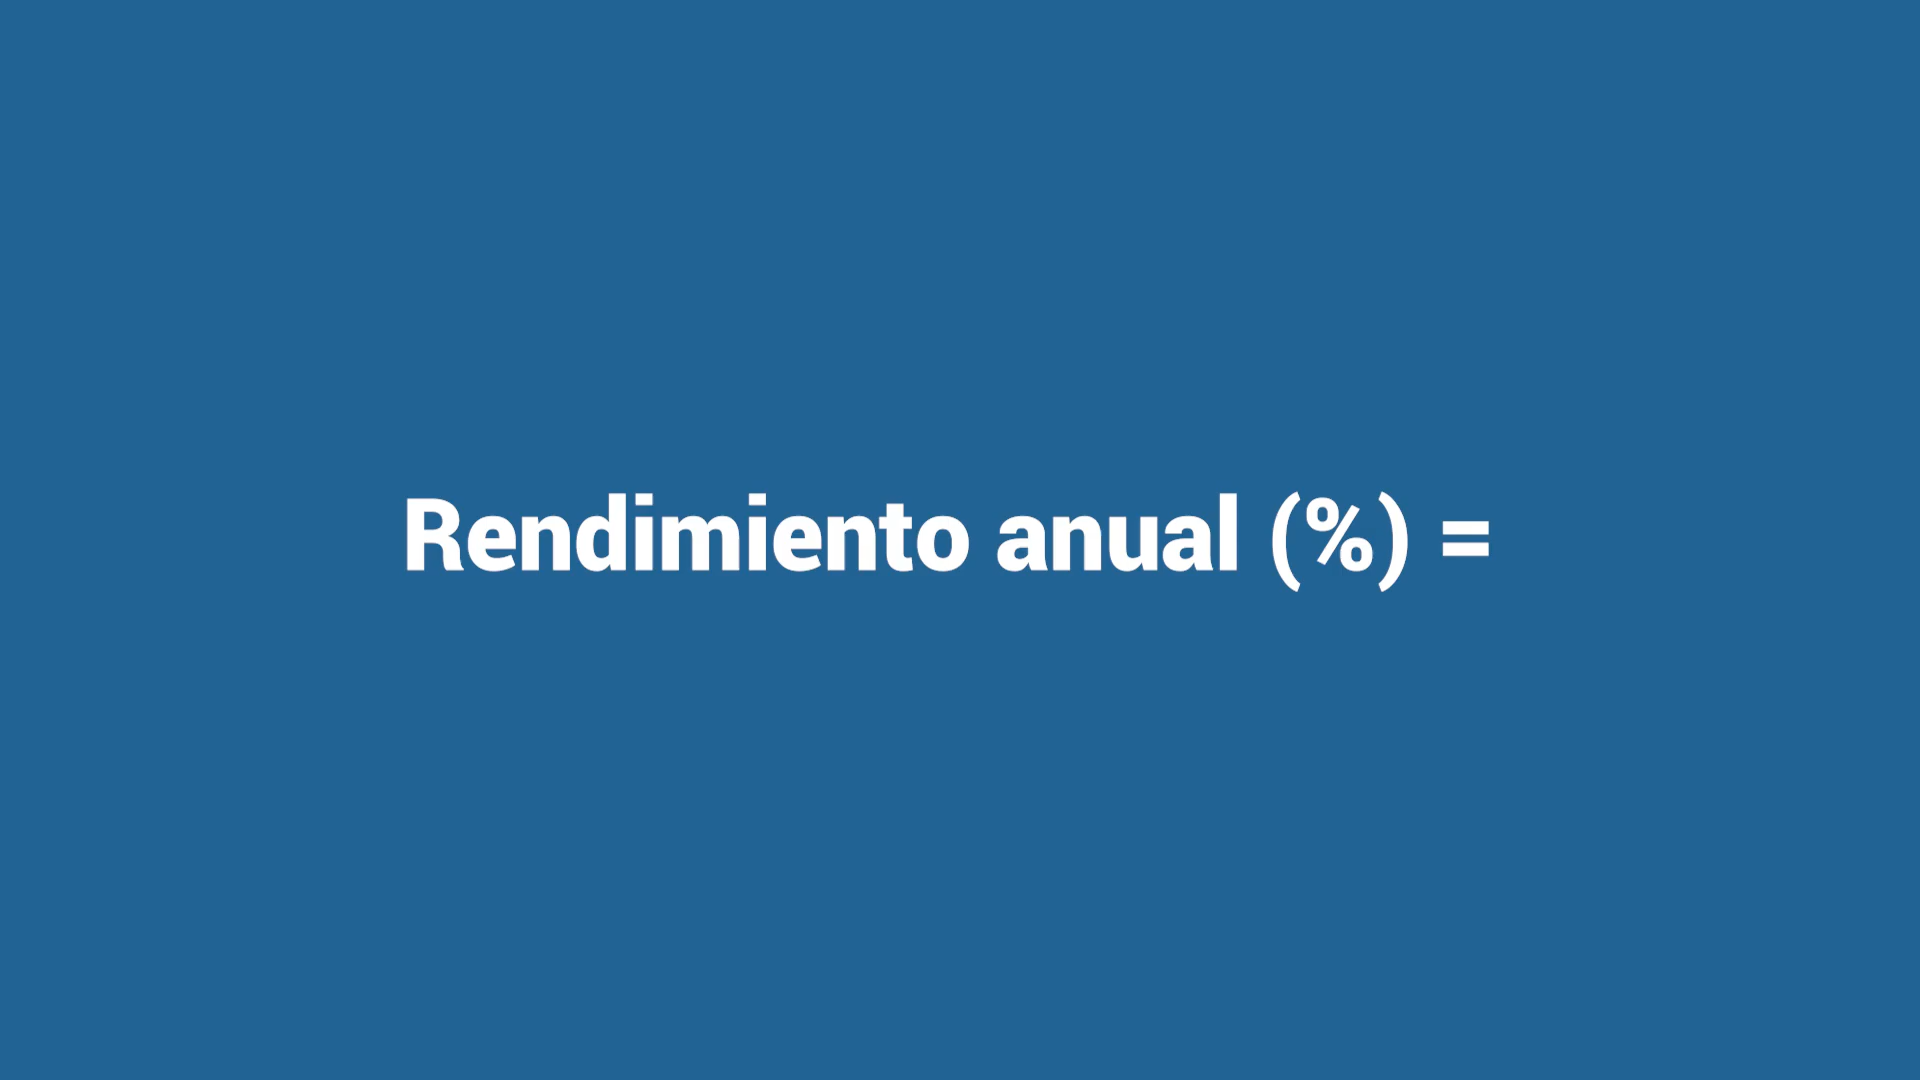 Rendimiento anual (%) =